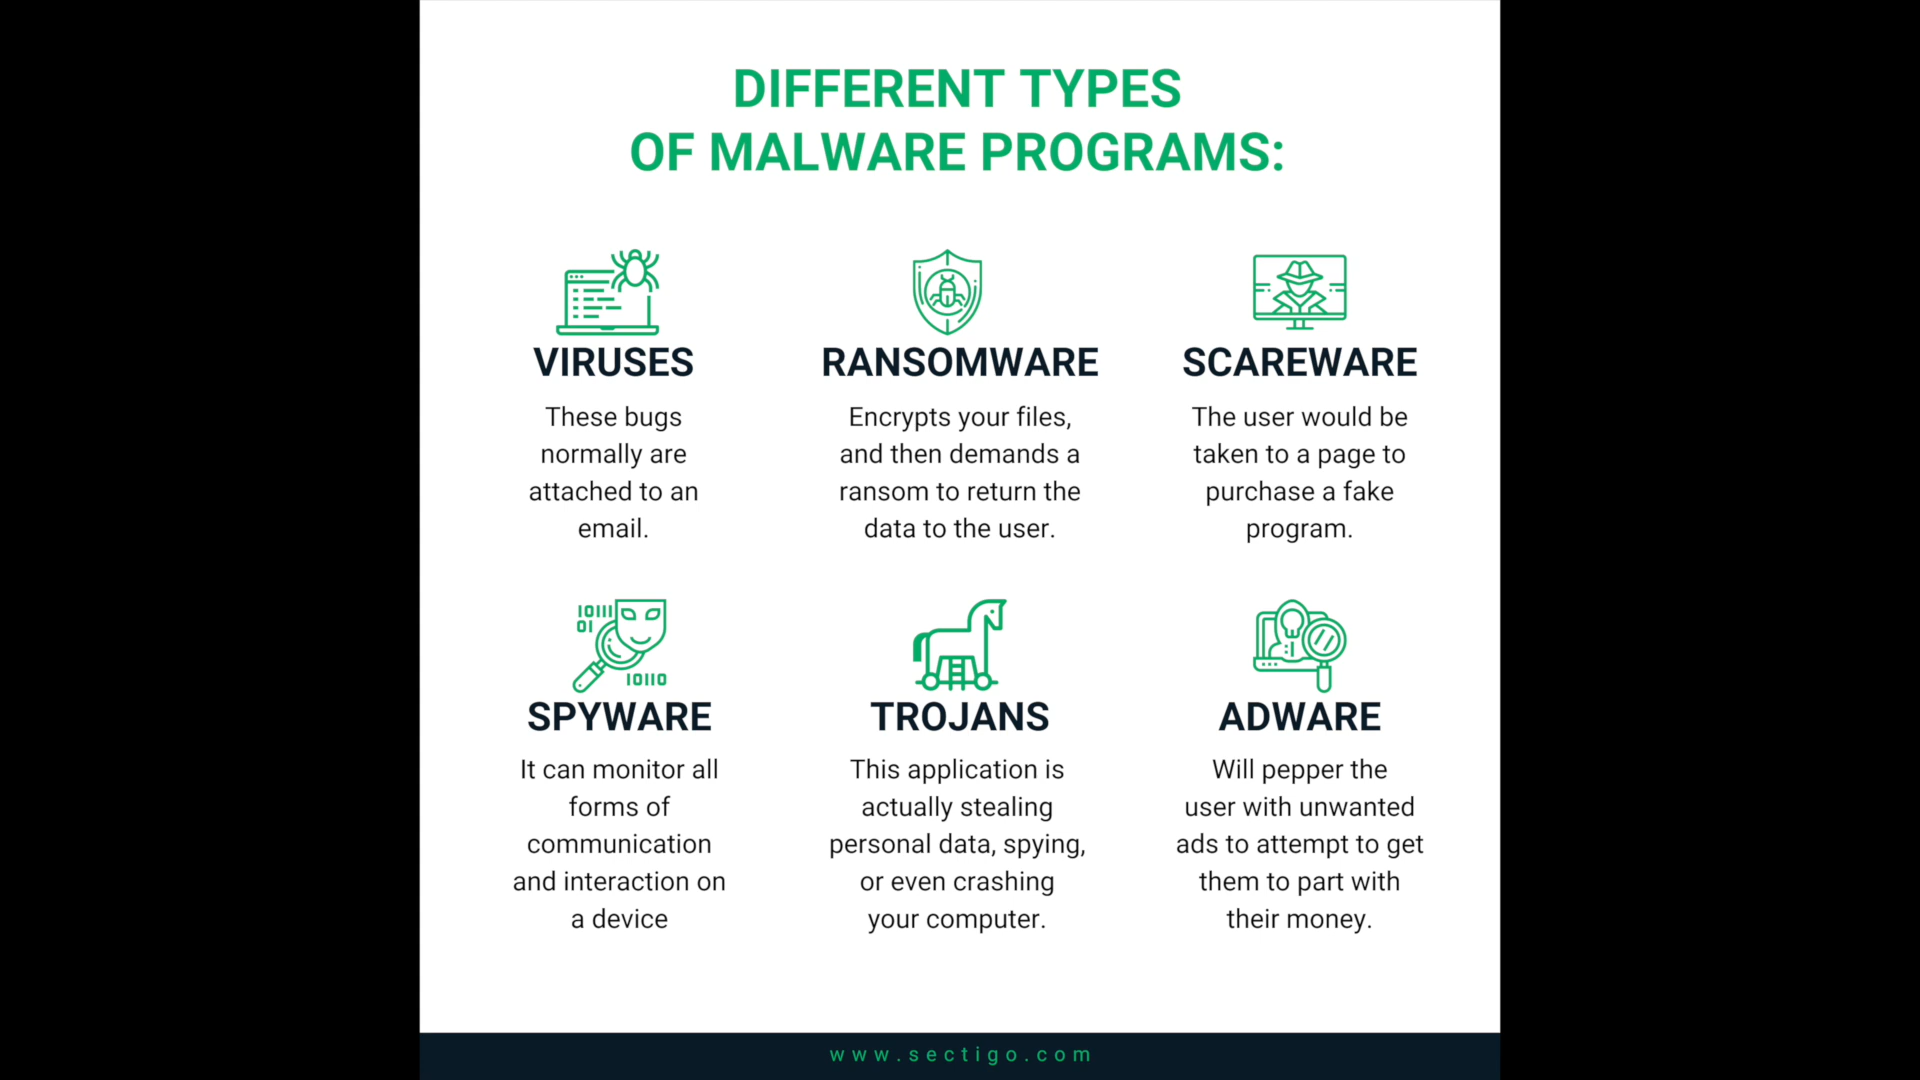 DIFFERENT TYPES
OF MALWARE PROGRAMS:
VIRUSES
These bugs
normally are
attached to an
email.
RANSOMWARE
Encrypts your files,
and then demands a
ransom to return the
data to the user.
SCAREWARE
The user would be
taken to a page to
purchase a fake
program.
10111
01
10110
SPYWARE
It can monitor all
forms of
communication
and interaction on
a device
TROJANS
This application is
actually stealing
personal data, spying,
or even crashing
your computer.
ADWARE
Will pepper the
user with unwanted
ads to attempt to get
them to part with
their money.
www.sectigo.com